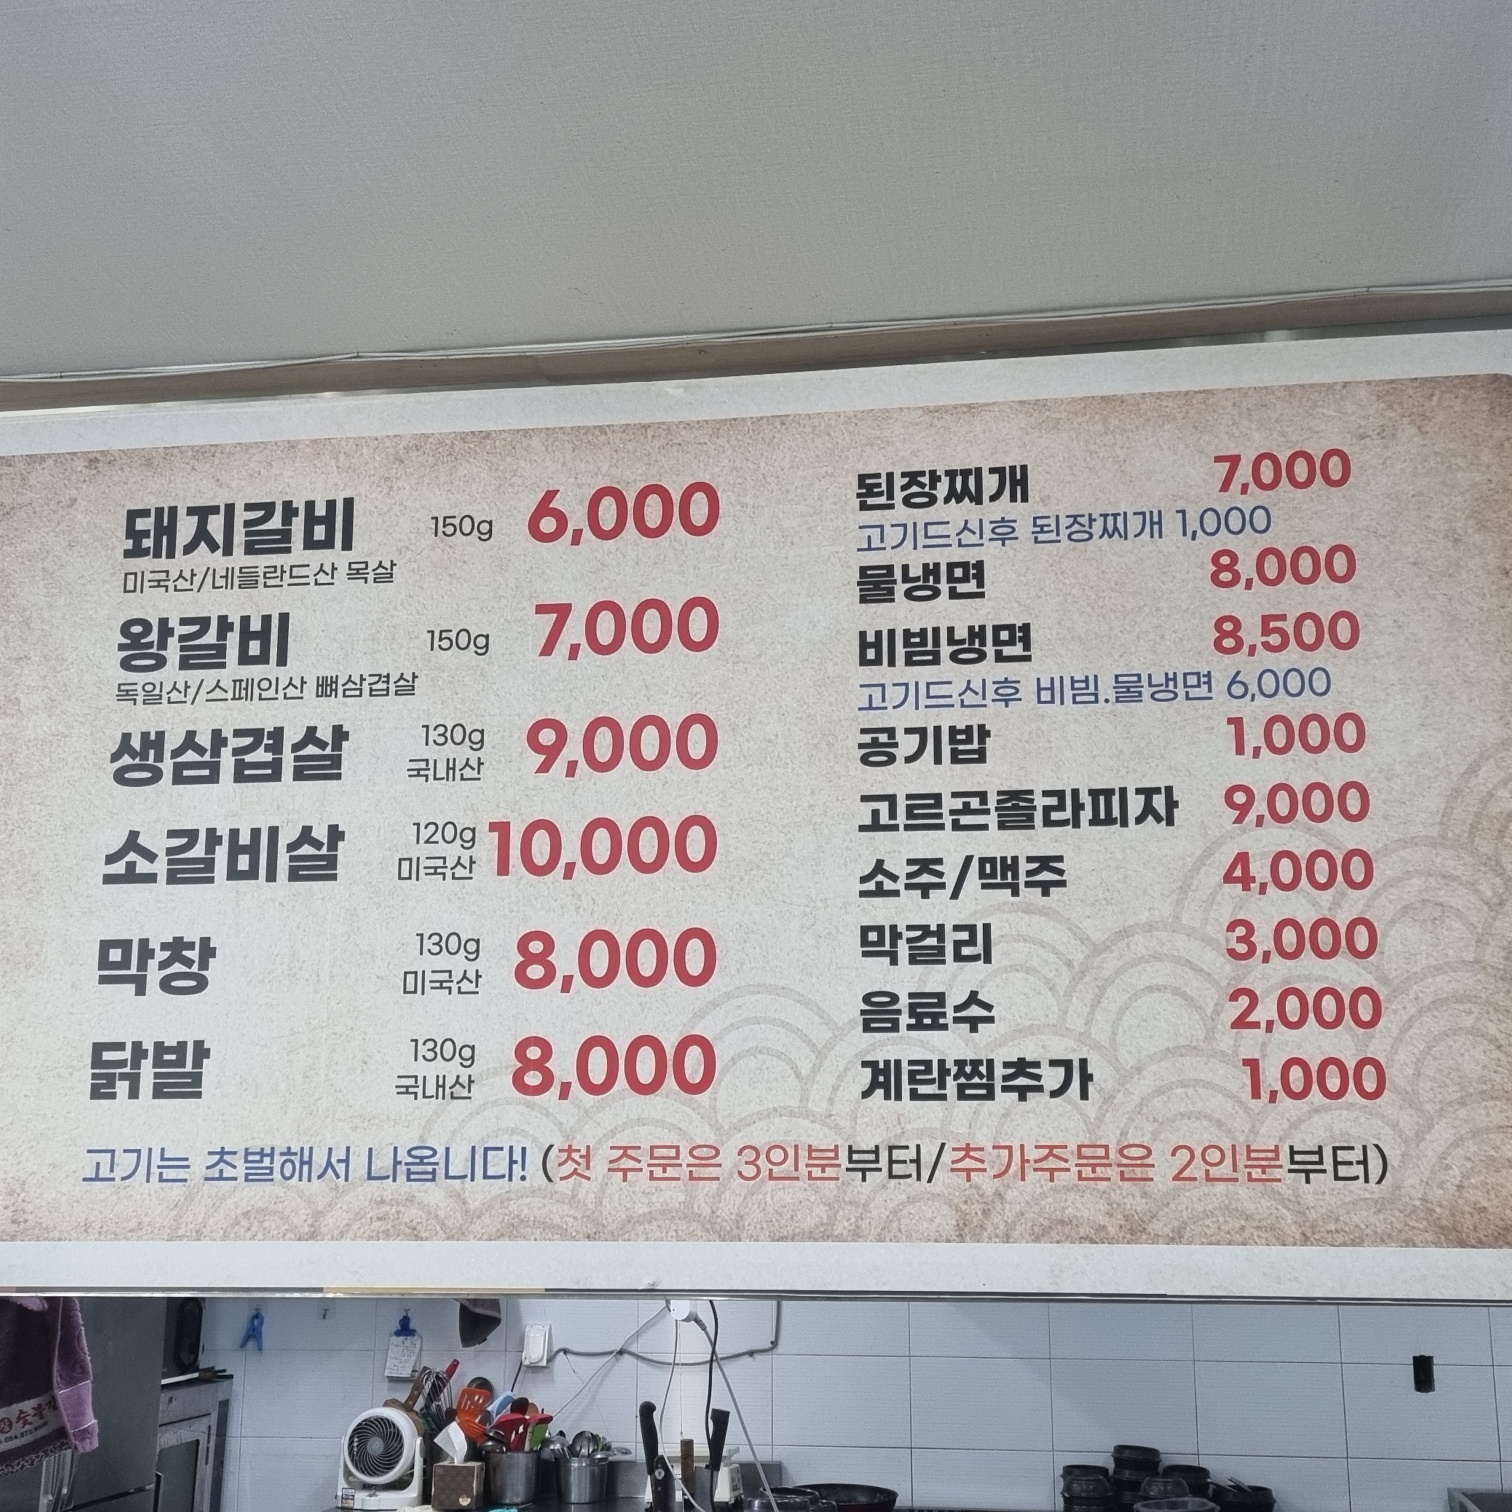 돼지갈비 150g 6,000
미국산/네들란드산 목살
왕갈비 150g 7,000
독일산/스페인산 뼈삼겹살
생삼겹살 130g 국내산 9,000
소갈비살 120g 미국산 10,000
막창 130g 미국산 8,000
닭발 130g 국내산 8,000
된장찌개 7,000
고기드신후 된장찌개 1,000
물냉면 8,000
비빔냉면 8,500
고기드신후 비빔.물냉면 6,000
공기밥 1,000
고르곤졸라피자 9,000
소주/맥주 4,000
막걸리 3,000
음료수 2,000
계란찜추가 1,000
고기는 초벌해서 나옵니다! (첫 주문은 3인분부터/추가주문은 2인분부터)